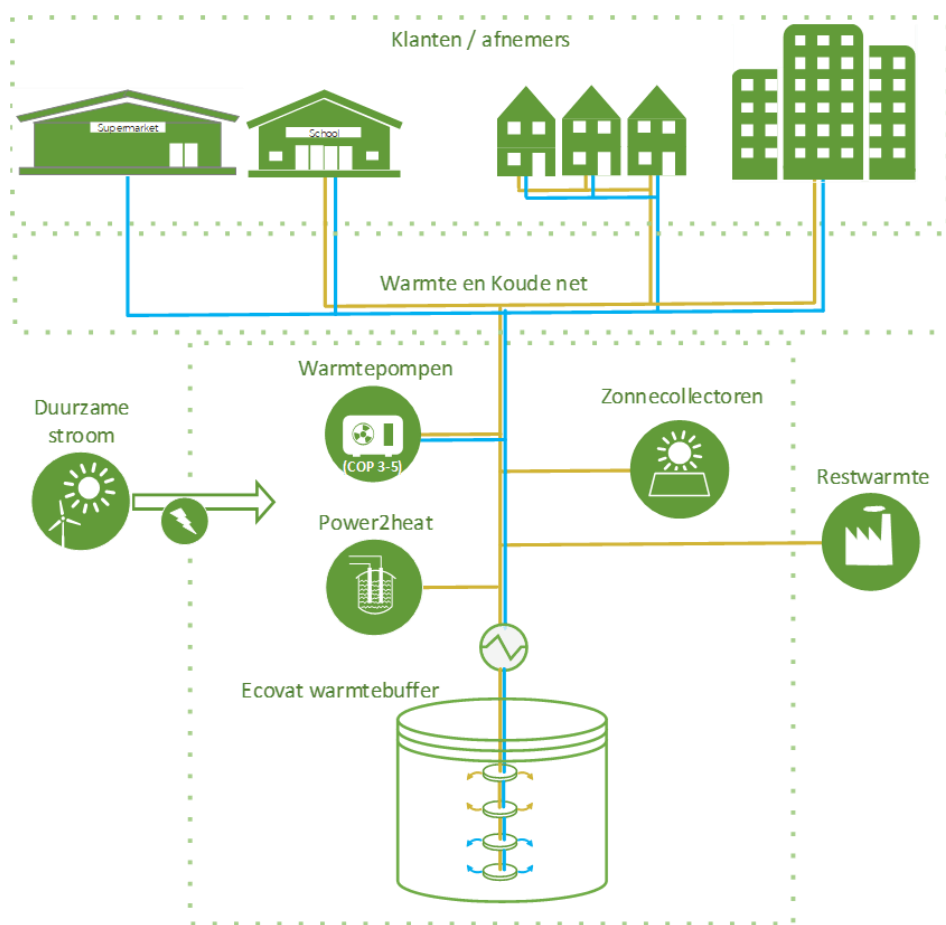 Klanten / afnemers
Supermarket
School
Warmte en Koude net
Warmtepompen
(COP 3-5)
Zonnecollectoren
Duurzame
stroom
Restwarmte
Power2heat
Ecovat warmtebuffer